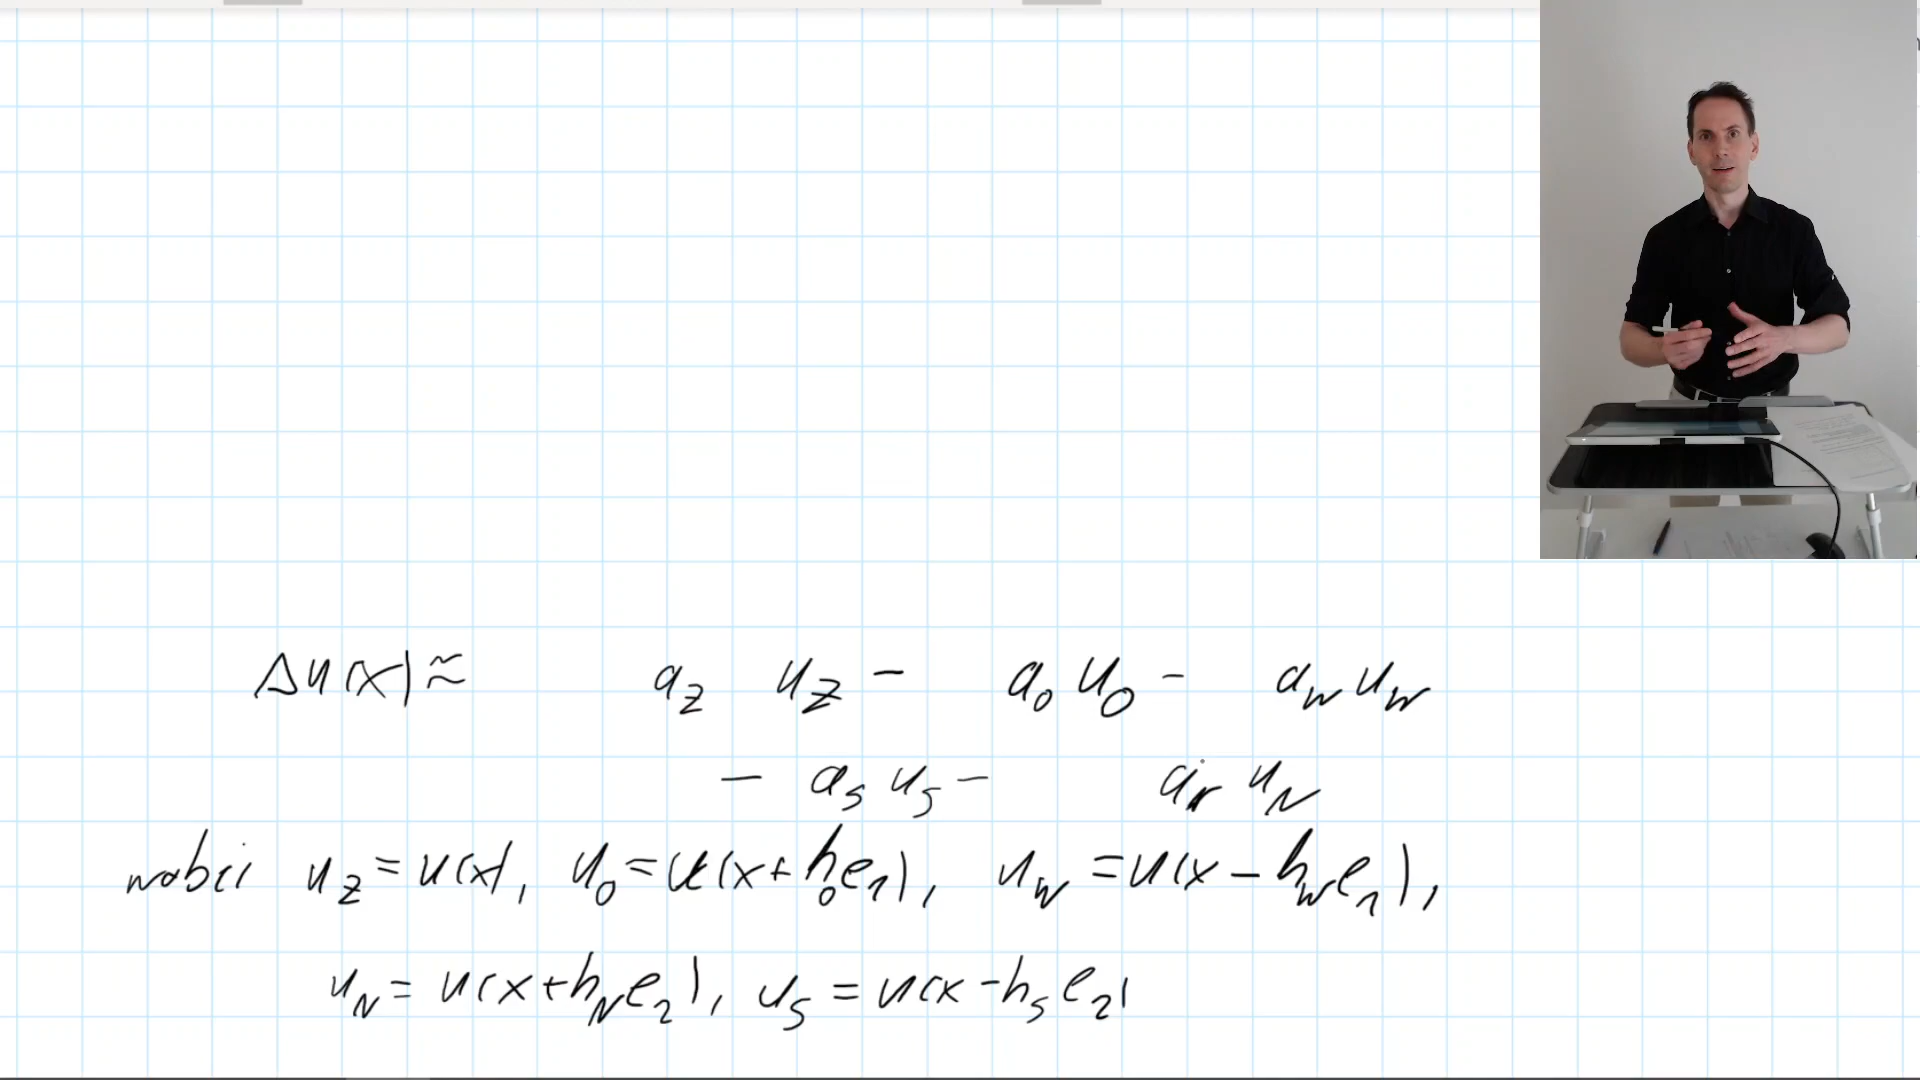 Δu(x) ≈ a_Z u_Z − a_O u_O − a_W u_W
− a_S u_S − a_N u_N
wobei u_Z = u(x), u_O = u(x + h_O e_1), u_W = u(x − h_W e_1),
u_N = u(x + h_N e_2), u_S = u(x − h_S e_2)